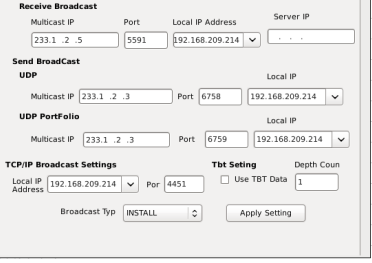 Receive Broadcast
Multicast IP Port Local IP Address Server IP
233.1 .2 .5 5591 192.168.209.214 . . .
Send BroadCast
UDP Local IP
Multicast IP 233.1 .2 .3 Port 6758 192.168.209.214
UDP PortFolio Local IP
Multicast IP 233.1 .2 .3 Port 6759 192.168.209.214
TCP/IP Broadcast Settings Tbt Seting Depth Coun
Local IP Address 192.168.209.214 Por 4451 Use TBT Data 1
Broadcast Typ INSTALL Apply Setting